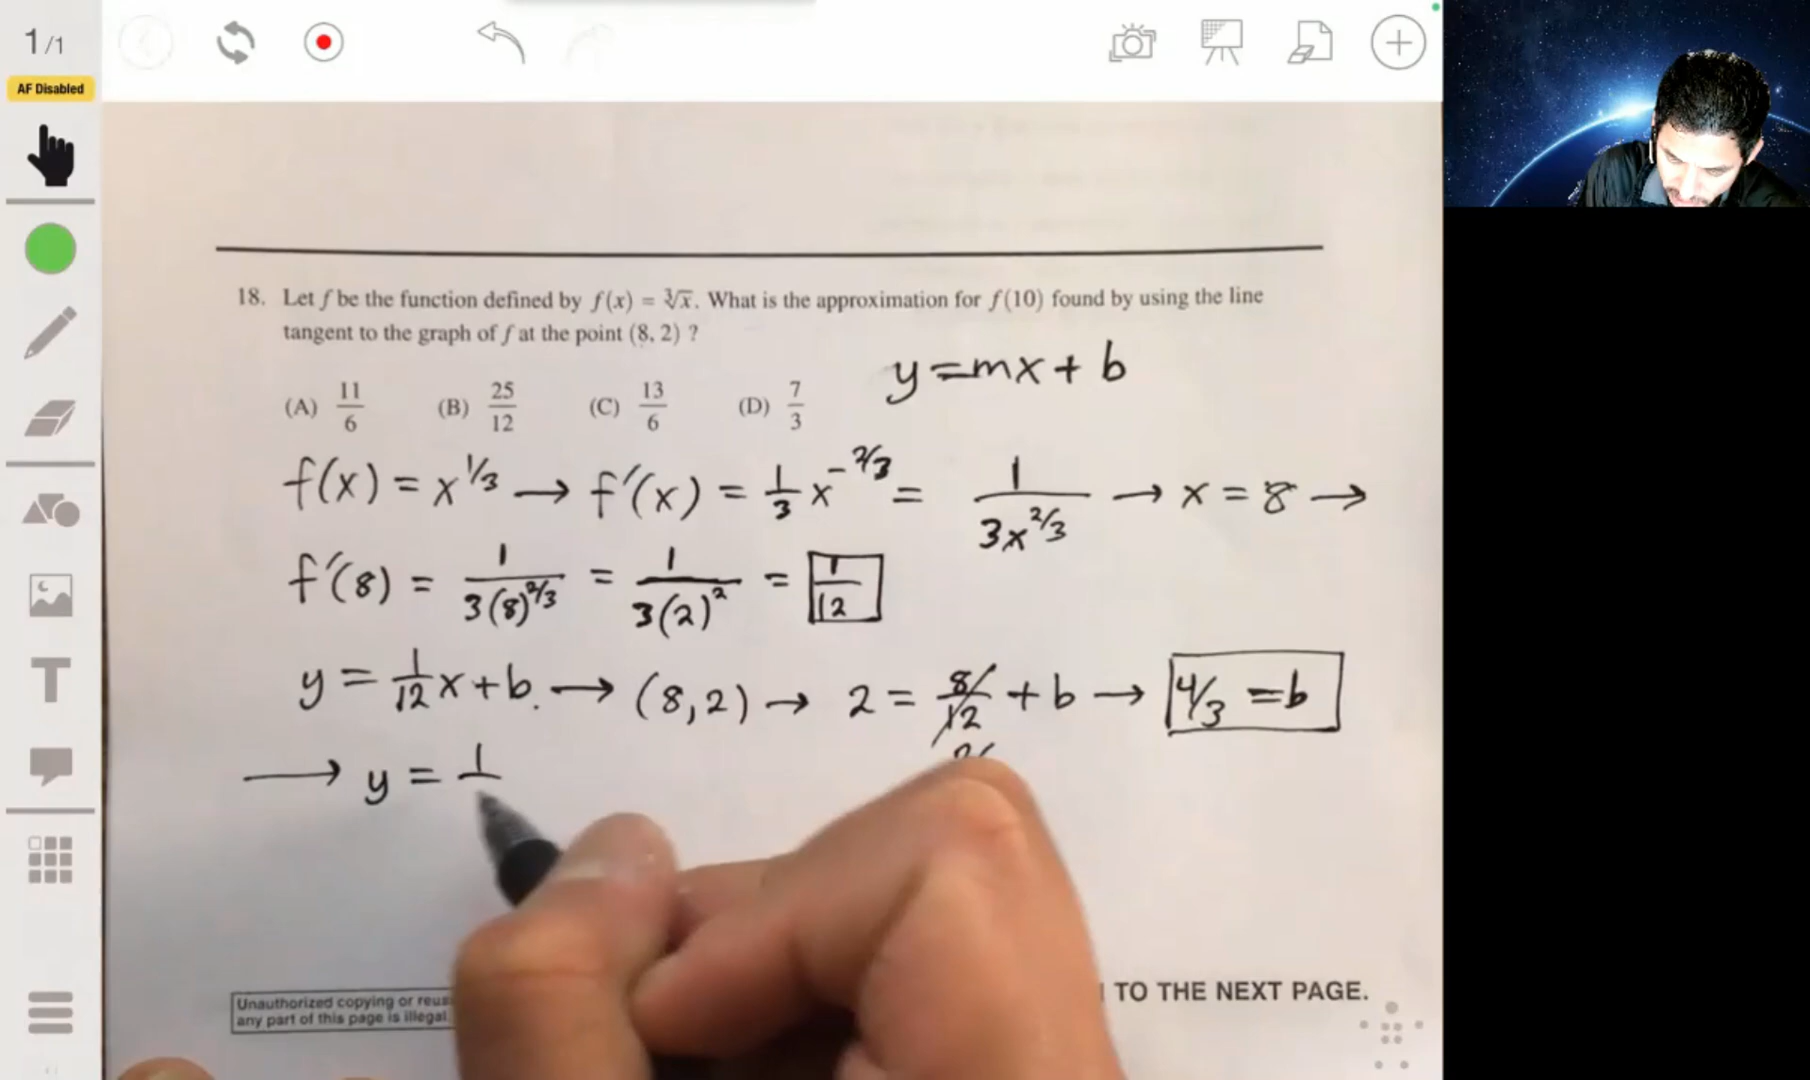 1/1
AF Disabled
18. Let f be the function defined by f(x) = ∛x. What is the approximation for f(10) found by using the line
tangent to the graph of f at the point (8, 2) ?
y = mx + b
(A) 11/6 (B) 25/12 (C) 13/6 (D) 7/3
f(x) = x^1/3 → f'(x) = 1/3 x^-2/3 = 1/3x^2/3 → x = 8 →
f'(8) = 1/3(8)^2/3 = 1/3(2)^2 = 1/12
y = 1/12 x + b. → (8,2) → 2 = 8/12 + b → 4/3 = b
→ y = 1
T
Unauthorized copying or reus
any part of this page is illegal
TO THE NEXT PAGE.